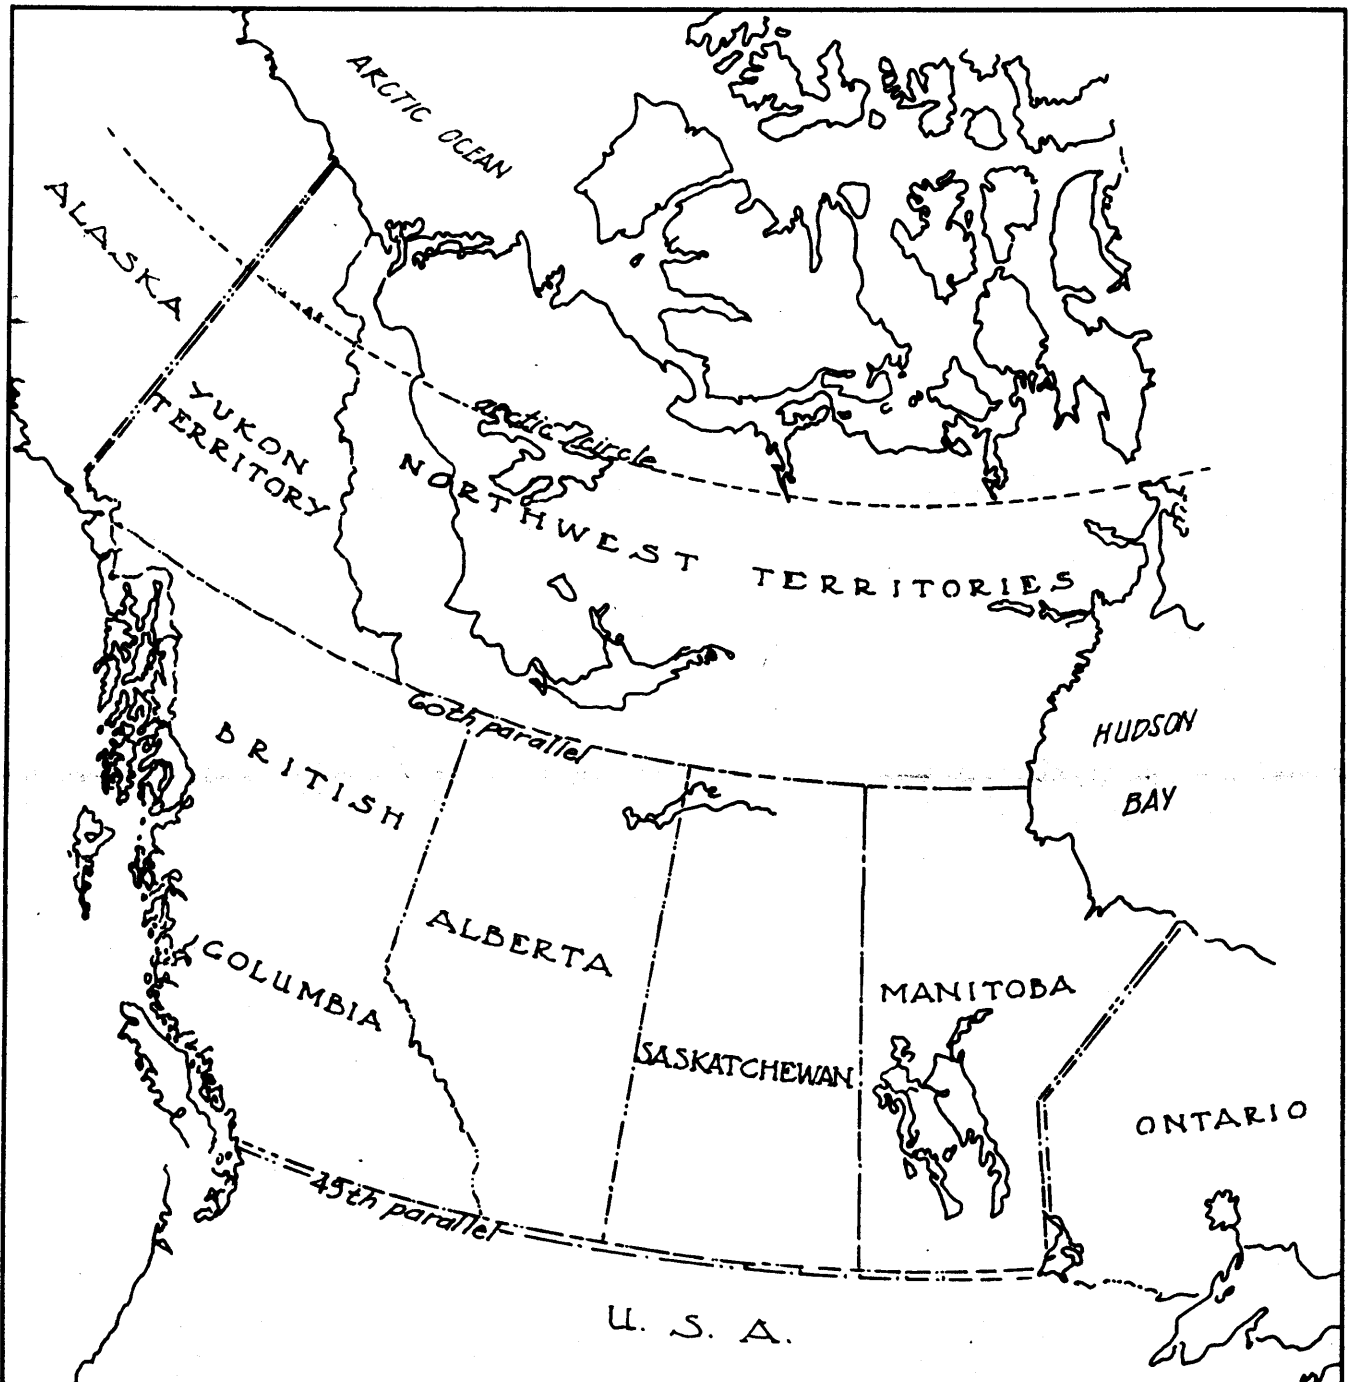 ARCTIC OCEAN
ALASKA
YUKON
TERRITORY
arctic circle
NORTHWEST TERRITORIES
60th parallel
HUDSON
BAY
BRITISH
COLUMBIA
ALBERTA
SASKATCHEWAN
MANITOBA
ONTARIO
45th parallel
U. S. A.